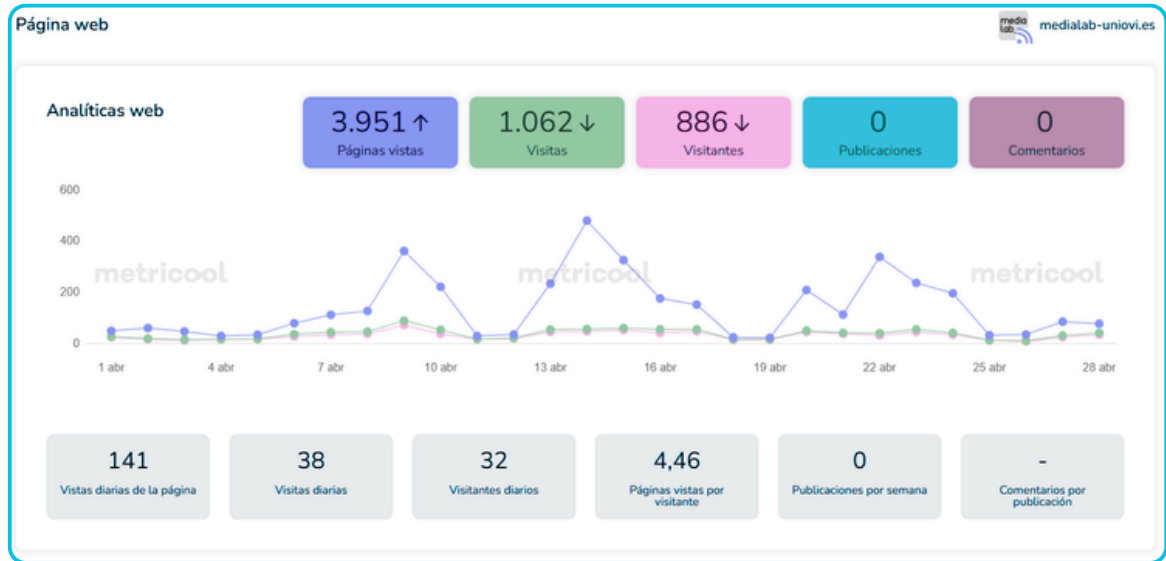 Página web
media
lab
medialab-uniovi.es
Analíticas web
3.951 ↑
Páginas vistas
1.062 ↓
Visitas
886 ↓
Visitantes
0
Publicaciones
0
Comentarios
600
400
200
0
metricool
metricool
metricool
1 abr
4 abr
7 abr
10 abr
13 abr
16 abr
19 abr
22 abr
25 abr
28 abr
141
Vistas diarias de la página
38
Visitas diarias
32
Visitantes diarios
4,46
Páginas vistas por
visitante
0
Publicaciones por semana
-
Comentarios por
publicación